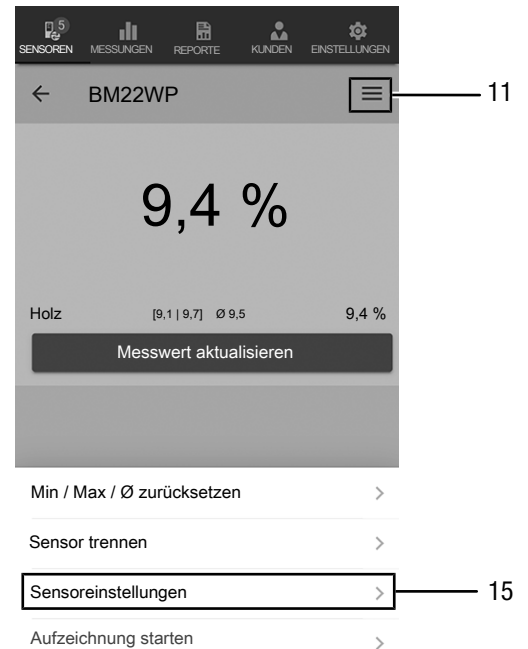 5
SENSOREN MESSUNGEN REPORTE KUNDEN EINSTELLUNGEN
BM22WP
11
9,4 %
Holz [9,1 | 9,7] Ø 9,5 9,4 %
Messwert aktualisieren
Min / Max / Ø zurücksetzen
Sensor trennen
Sensoreinstellungen
15
Aufzeichnung starten